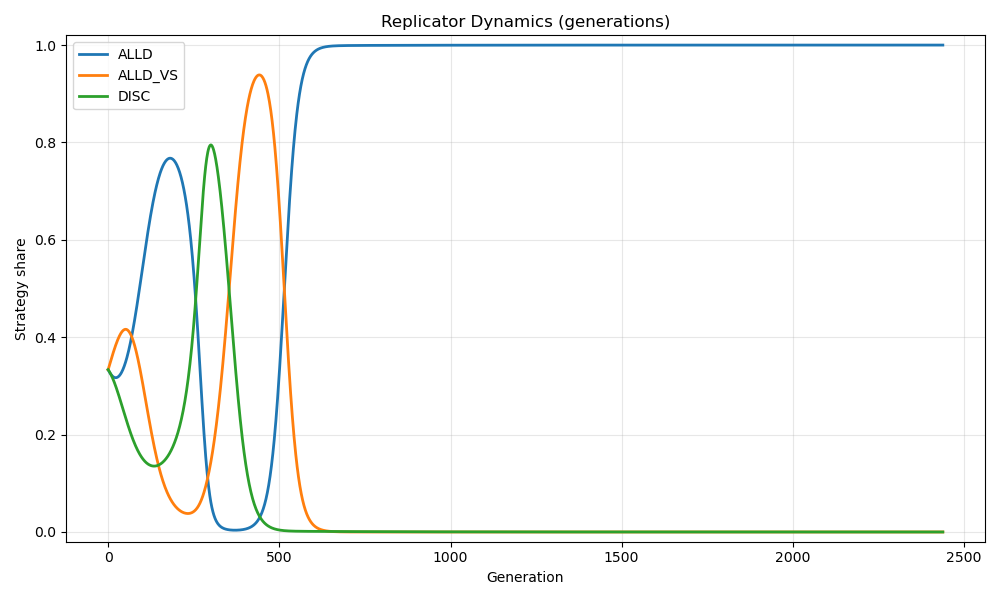 Replicator Dynamics (generations)
ALLD
ALLD_VS
DISC
Strategy share
1.0
0.8
0.6
0.4
0.2
0.0
0 500 1000 1500 2000 2500
Generation